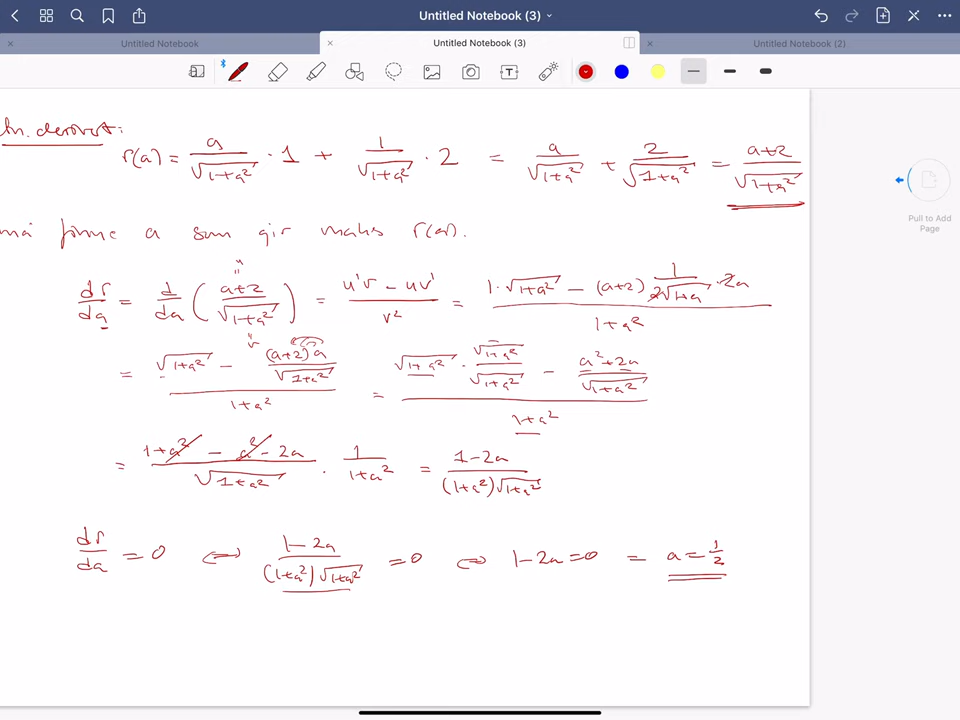 Untitled Notebook (3)
Untitled Notebook
Untitled Notebook (3)
Untitled Notebook (2)
Pull to Add Page
derivert:
r(a) = a/√(1+a²) · 1 + 1/√(1+a²) · 2 = a/√(1+a²) + 2/√(1+a²) = (a+2)/√(1+a²)
finne a som gir maks r(a).
dr/da = d/da ( (a+2)/√(1+a²) ) = (u'v − uv')/v² = (1·√(1+a²) − (a+2) 1/(2√(1+a)) · 2a)/(1+a²)
= (√(1+a²) − (a+2)a/√(1+a²))/(1+a²) = (√(1+a²) · √(1+a²)/√(1+a²) − (a²+2a)/√(1+a²))/(1+a²)
= (1+a² − a² − 2a)/√(1+a²) · 1/(1+a²) = (1−2a)/((1+a²)√(1+a²))
dr/da = 0 ⇔ (1−2a)/((1+a²)√(1+a²)) = 0 ⇔ 1−2a=0 = a = 1/2